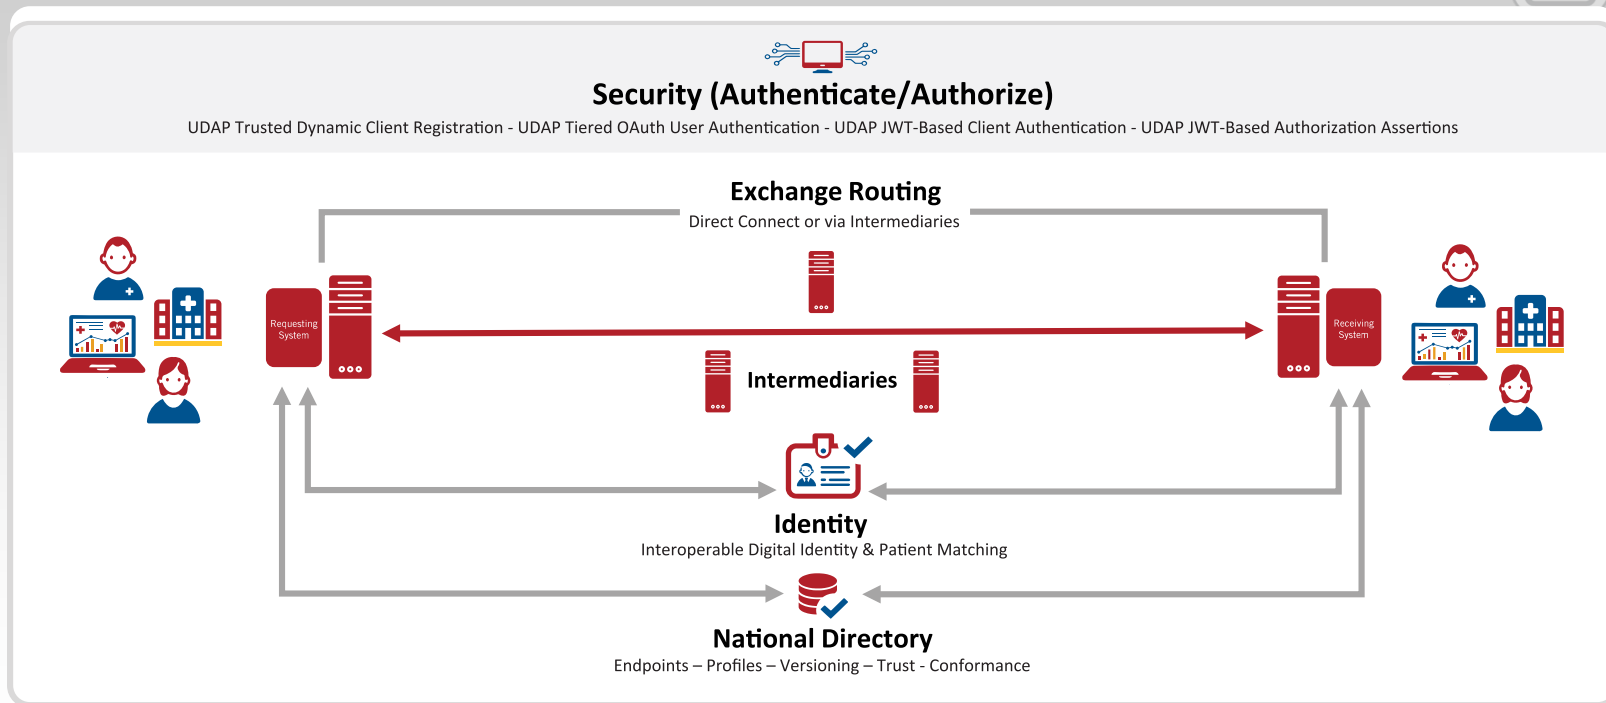 Security (Authenticate/Authorize)
UDAP Trusted Dynamic Client Registration - UDAP Tiered OAuth User Authentication - UDAP JWT-Based Client Authentication - UDAP JWT-Based Authorization Assertions
Exchange Routing
Direct Connect or via Intermediaries
Requesting
System
Receiving
System
Intermediaries
Identity
Interoperable Digital Identity & Patient Matching
National Directory
Endpoints – Profiles – Versioning – Trust - Conformance